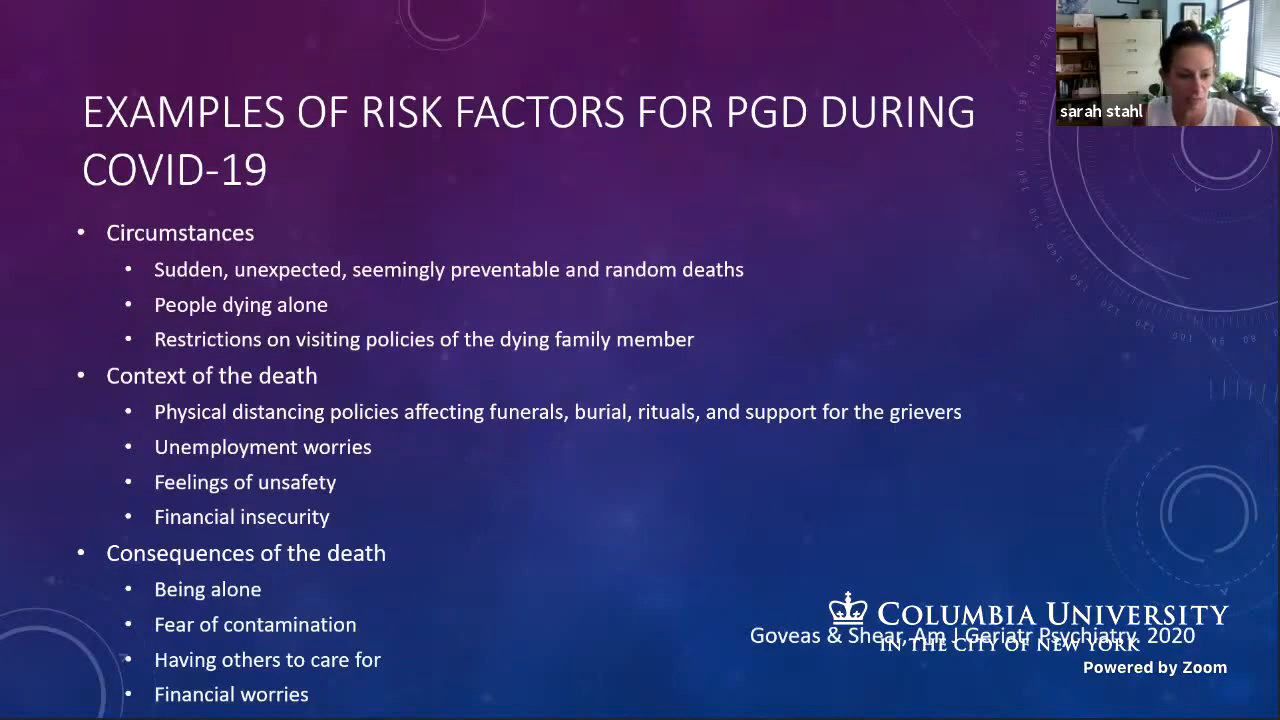 sarah stahl
EXAMPLES OF RISK FACTORS FOR PGD DURING
COVID-19
• Circumstances
• Sudden, unexpected, seemingly preventable and random deaths
• People dying alone
• Restrictions on visiting policies of the dying family member
• Context of the death
• Physical distancing policies affecting funerals, burial, rituals, and support for the grievers
• Unemployment worries
• Feelings of unsafety
• Financial insecurity
• Consequences of the death
• Being alone
• Fear of contamination
• Having others to care for
• Financial worries
COLUMBIA UNIVERSITY
Goveas & Shear, Am J Geriatr Psychiatry. 2020
IN THE CITY OF NEW YORK
Powered by Zoom